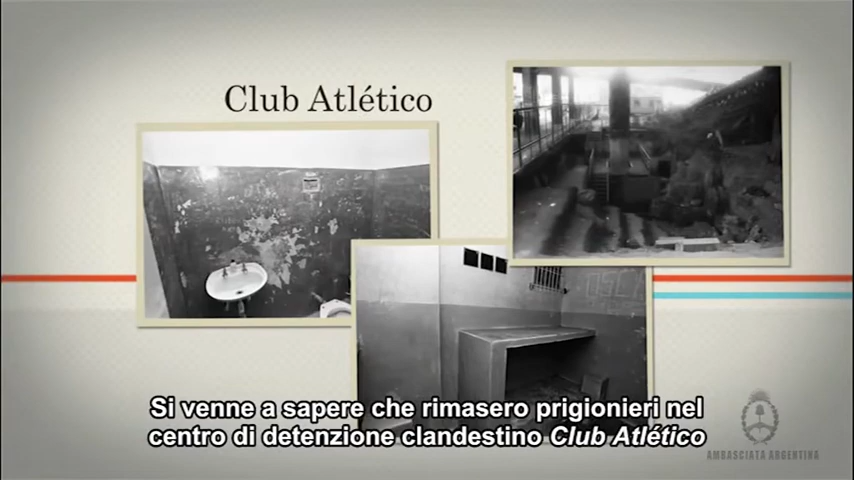 Club Atlético
Si venne a sapere che rimasero prigionieri nel
centro di detenzione clandestino Club Atlético
AMBASCIATA ARGENTINA